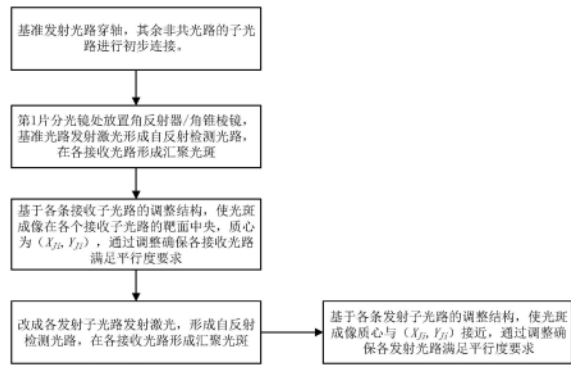 基准发射光路穿轴，其余非共光路的子光
路进行初步连接。
第1片分光镜处放置角反射器/角锥棱镜，
基准光路发射激光形成自反射检测光路，
在各接收光路形成汇聚光斑
基于各条接收子光路的调整结构，使光斑
成像在各个接收子光路的靶面中央，质心
为（X_{Ji}, Y_{Ji}），通过调整确保各接收光路
满足平行度要求
改成各发射子光路发射激光，形成自反射
检测光路，在各接收光路形成汇聚光斑
基于各条发射子光路的调整结构，使光斑
成像质心与（X_{Ji}, Y_{Ji}）接近，通过调整确
保各发射光路满足平行度要求